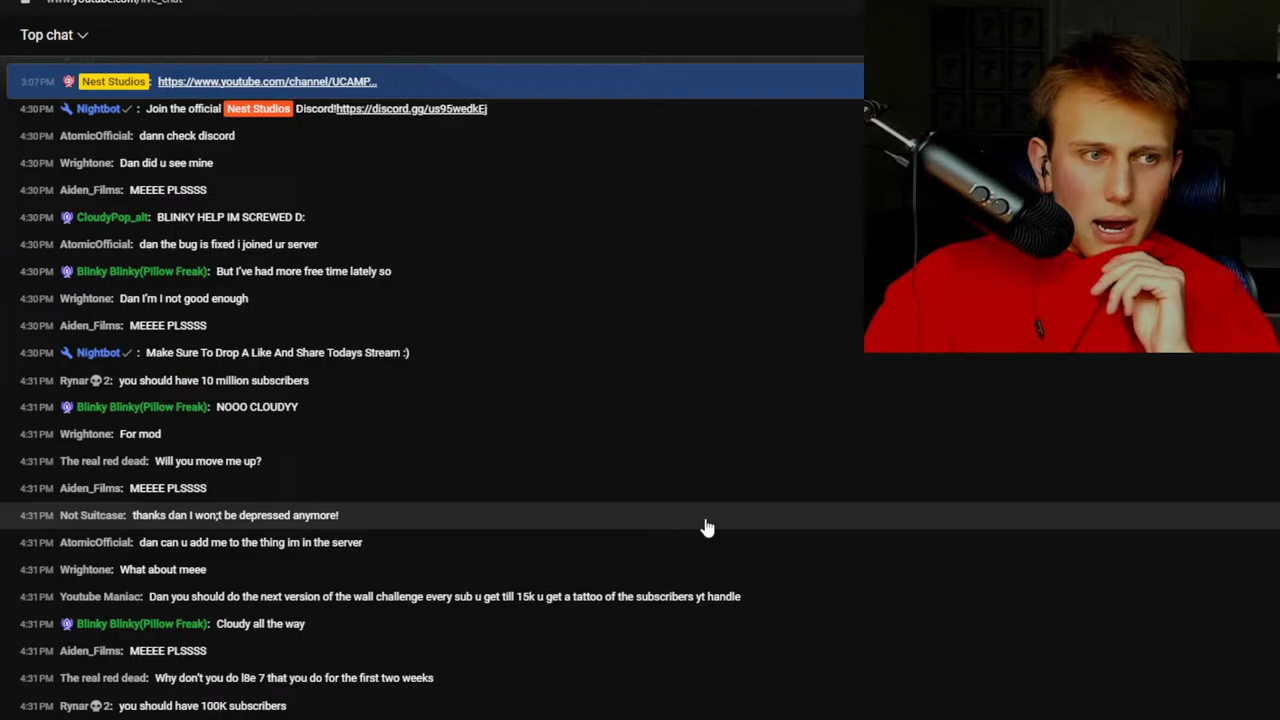 Top chat
3:07PM Nest Studios: https://www.youtube.com/channel/UCAMP...
4:30PM Nightbot: Join the official Nest Studios Discord!https://discord.gg/us95wedkEj
4:30PM AtomicOfficial: dann check discord
4:30PM Wrightone: Dan did u see mine
4:30PM Aiden_Films: MEEEE PLSSSS
4:30PM CloudyPop_alt: BLINKY HELP IM SCREWED D:
4:30PM AtomicOfficial: dan the bug is fixed i joined ur server
4:30PM Blinky Blinky(Pillow Freak): But I've had more free time lately so
4:30PM Wrightone: Dan I'm I not good enough
4:30PM Aiden_Films: MEEEE PLSSSS
4:30PM Nightbot: Make Sure To Drop A Like And Share Todays Stream :)
4:31PM Rynar💀2: you should have 10 million subscribers
4:31PM Blinky Blinky(Pillow Freak): NOOO CLOUDYY
4:31PM Wrightone: For mod
4:31PM The real red dead: Will you move me up?
4:31PM Aiden_Films: MEEEE PLSSSS
4:31PM Not Suitcase: thanks dan I won;t be depressed anymore!
4:31PM AtomicOfficial: dan can u add me to the thing im in the server
4:31PM Wrightone: What about meee
4:31PM Youtube Maniac: Dan you should do the next version of the wall challenge every sub u get till 15k u get a tattoo of the subscribers yt handle
4:31PM Blinky Blinky(Pillow Freak): Cloudy all the way
4:31PM Aiden_Films: MEEEE PLSSSS
4:31PM The real red dead: Why don't you do l8e 7 that you do for the first two weeks
4:31PM Rynar💀2: you should have 100K subscribers